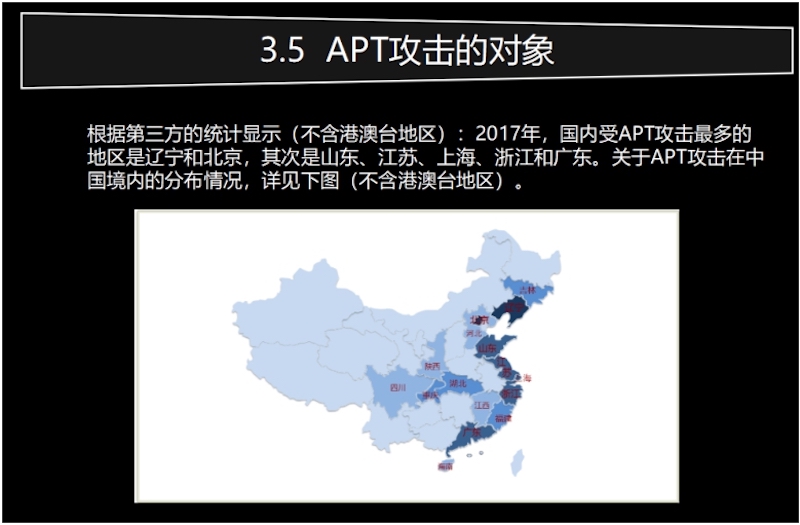 3.5 APT攻击的对象
根据第三方的统计显示（不含港澳台地区）：2017年，国内受APT攻击最多的
地区是辽宁和北京，其次是山东、江苏、上海、浙江和广东。关于APT攻击在中
国境内的分布情况，详见下图（不含港澳台地区）。
吉林
北京
河北
山东
陕西
苏
上海
四川
湖北
重庆
浙江
江西
福建
广东
海南